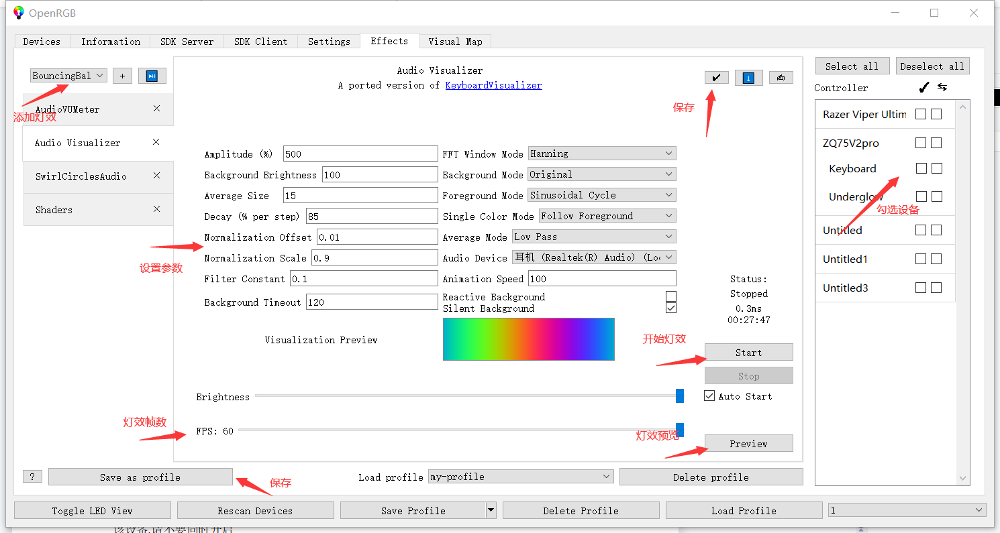 OpenRGB
Devices
Information
SDK Server
SDK Client
Settings
Effects
Visual Map
BouncingBal
+
添加灯效
AudioVUMeter
Audio Visualizer
SwirlCirclesAudio
Shaders
Audio Visualizer
A ported version of KeyboardVisualizer
保存
Amplitude (%) 500
Background Brightness 100
Average Size 15
Decay (% per step) 85
Normalization Offset 0.01
Normalization Scale 0.9
Filter Constant 0.1
Background Timeout 120
设置参数
FFT Window Mode Hanning
Background Mode Original
Foreground Mode Sinusoidal Cycle
Single Color Mode Follow Foreground
Average Mode Low Pass
Audio Device 耳机 (Realtek(R) Audio) (Loc
Animation Speed 100
Reactive Background
Silent Background
Visualization Preview
Status:
Stopped
0.3ms
00:27:47
开始灯效
Start
Stop
Auto Start
Brightness
灯效帧数
FPS: 60
灯效预览
Preview
Select all
Deselect all
Controller
Razer Viper Ultim
ZQ75V2pro
Keyboard
Underglow
勾选设备
Untitled
Untitled1
Untitled3
?
Save as profile
保存
Load profile my-profile
Delete profile
Toggle LED View
Rescan Devices
Save Profile
Delete Profile
Load Profile
1
该设备,请不要同时开启